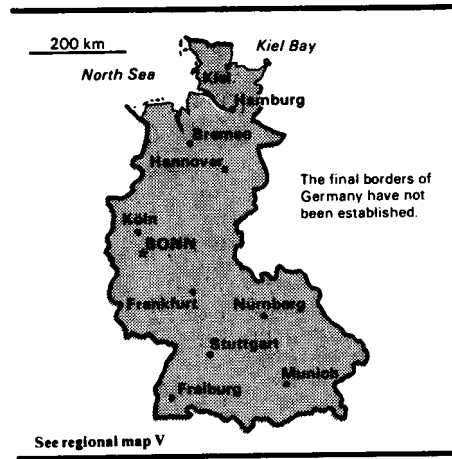 200 km
Kiel Bay
North Sea
Kiel
Hamburg
Bremen
Hannover
The final borders of
Germany have not
been established.
Köln
BONN
Frankfurt
Nürnberg
Stuttgart
Munich
Freiburg
See regional map V